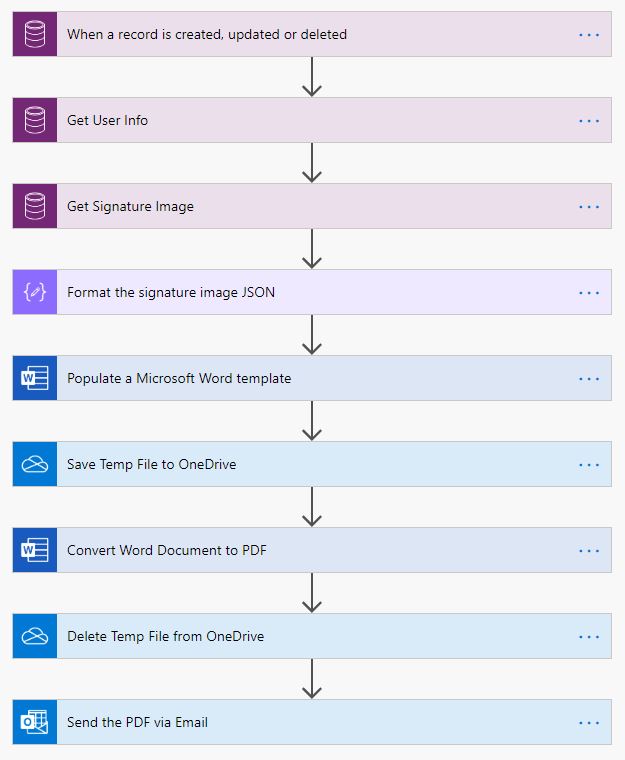 When a record is created, updated or deleted
Get User Info
Get Signature Image
Format the signature image JSON
Populate a Microsoft Word template
Save Temp File to OneDrive
Convert Word Document to PDF
Delete Temp File from OneDrive
Send the PDF via Email